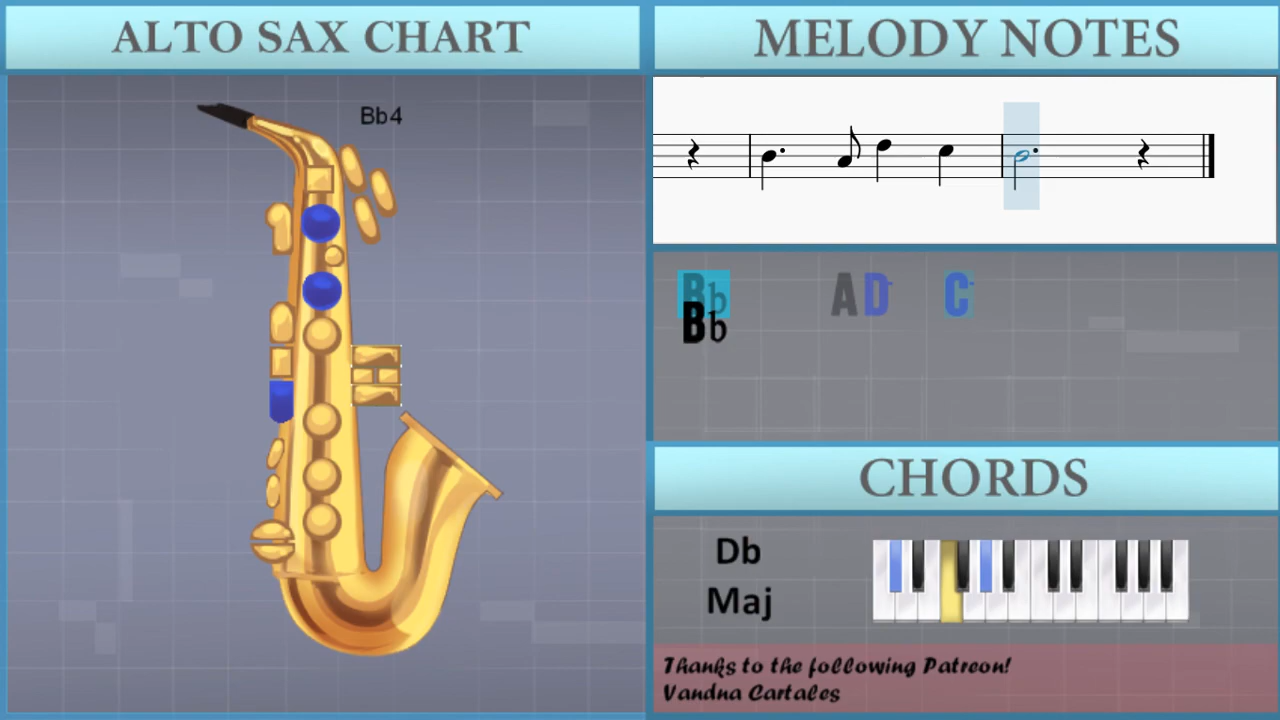 ALTO SAX CHART
Bb4
MELODY NOTES
Bb A D C
Bb
CHORDS
Db
Maj
Thanks to the following Patreon!
Vandna Cartales